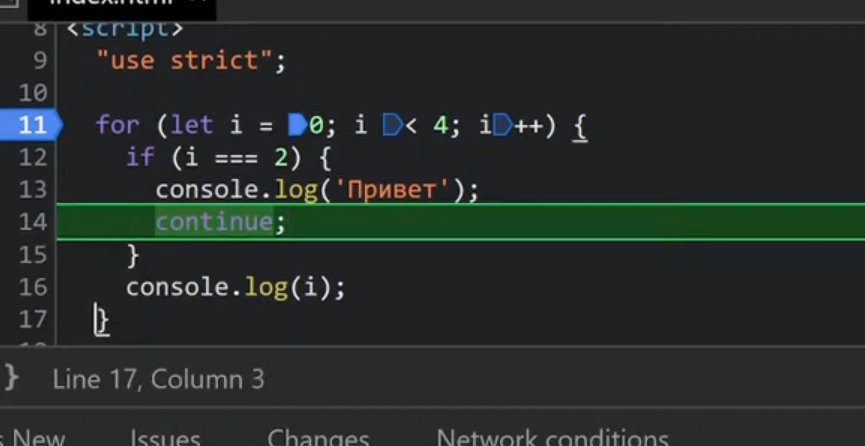 index.html
8 <script>
9 "use strict";
10
11 for (let i = 0; i < 4; i++) {
12 if (i === 2) {
13 console.log('Привет');
14 continue;
15 }
16 console.log(i);
17 }
} Line 17, Column 3
s New Issues Changes Network conditions